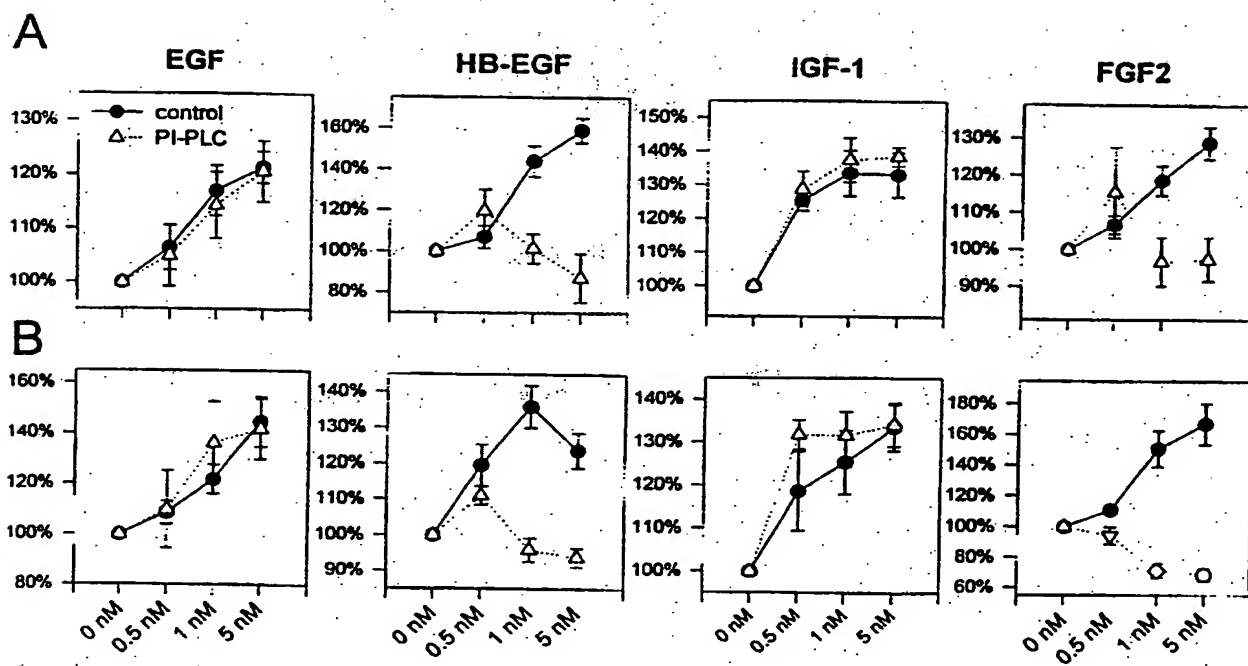 A
EGF
HB-EGF
IGF-1
FGF2
control
PI-PLC
130%
120%
110%
100%
160%
140%
120%
100%
80%
150%
140%
130%
120%
110%
100%
130%
120%
110%
100%
90%
B
160%
140%
120%
100%
80%
140%
130%
120%
110%
100%
90%
140%
130%
120%
110%
100%
180%
160%
140%
120%
100%
80%
60%
0 nM
0.5 nM
1 nM
5 nM
0 nM
0.5 nM
1 nM
5 nM
0 nM
0.5 nM
1 nM
5 nM
0 nM
0.5 nM
1 nM
5 nM